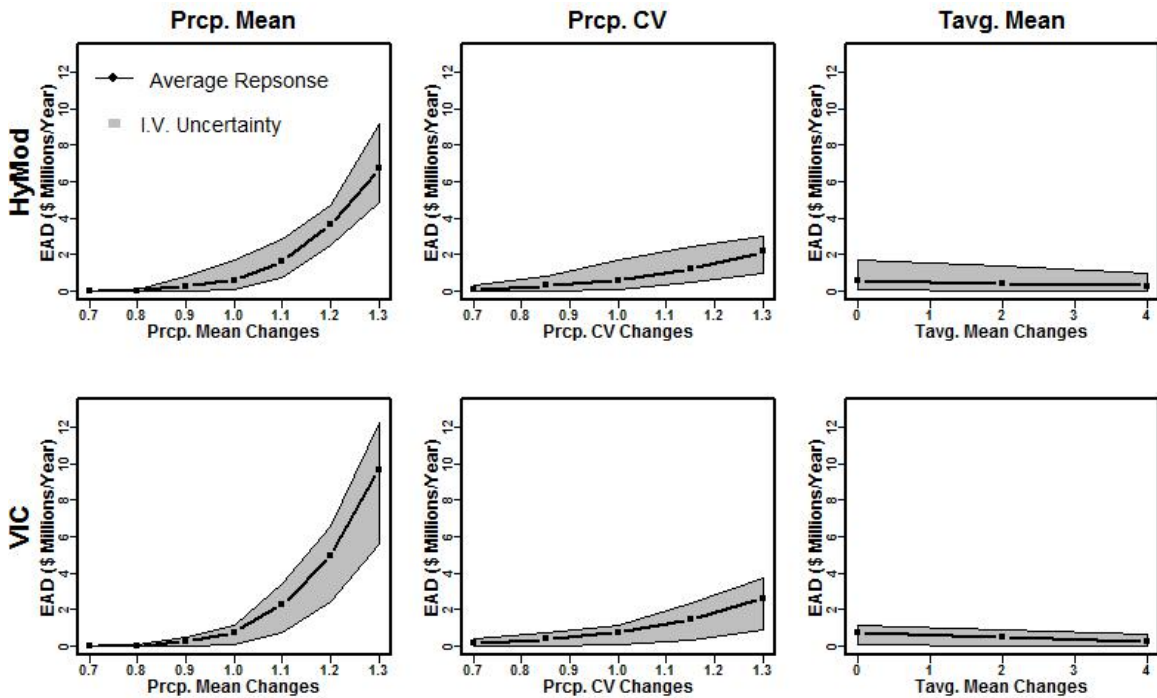 Prcp. Mean
Prcp. CV
Tavg. Mean
HyMod
EAD ($ Millions/Year)
0 2 4 6 8 10 12
Average Repsonse
I.V. Uncertainty
0.7 0.8 0.9 1.0 1.1 1.2 1.3
Prcp. Mean Changes
EAD ($ Millions/Year)
0 2 4 6 8 10 12
0.7 0.8 0.9 1.0 1.1 1.2 1.3
Prcp. CV Changes
EAD ($ Millions/Year)
0 2 4 6 8 10 12
0 1 2 3 4
Tavg. Mean Changes
VIC
EAD ($ Millions/Year)
0 2 4 6 8 10 12
0.7 0.8 0.9 1.0 1.1 1.2 1.3
Prcp. Mean Changes
EAD ($ Millions/Year)
0 2 4 6 8 10 12
0.7 0.8 0.9 1.0 1.1 1.2 1.3
Prcp. CV Changes
EAD ($ Millions/Year)
0 2 4 6 8 10 12
0 1 2 3 4
Tavg. Mean Changes